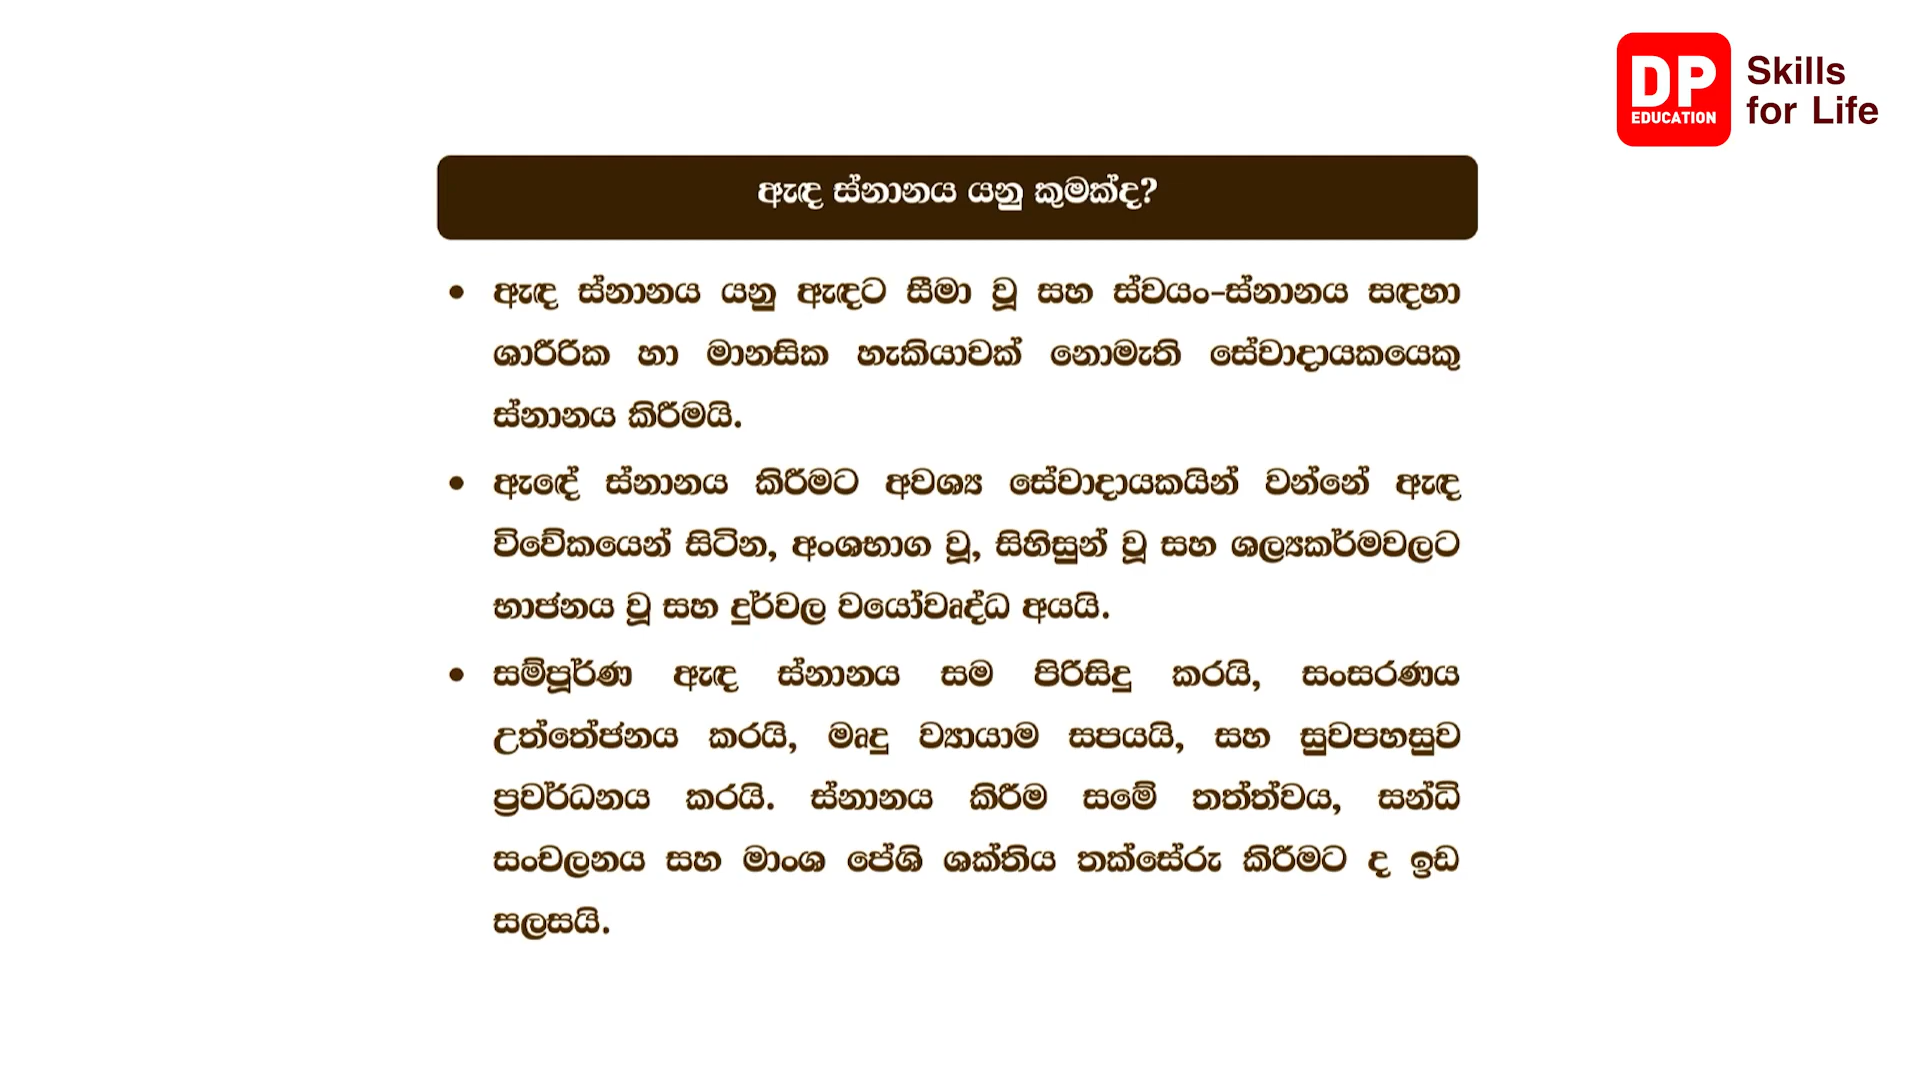 DP
EDUCATION
Skills
for Life
ඇඳ ස්නානය යනු කුමක්ද?
• ඇඳ ස්නානය යනු ඇඳට සීමා වූ සහ ස්වයං-ස්නානය සඳහා
ශාරීරික හා මානසික හැකියාවක් නොමැති සේවාදායකයෙකු
ස්නානය කිරීමයි.
• ඇඳේ ස්නානය කිරීමට අවශ්‍ය සේවාදායකයින් වන්නේ ඇඳ
විවේකයෙන් සිටින, අංශභාග වූ, සිහිසුන් වූ සහ ශල්‍යකර්මවලට
භාජනය වූ සහ දුර්වල වයෝවෘද්ධ අයයි.
• සම්පූර්ණ ඇඳ ස්නානය සම පිරිසිදු කරයි, සංසරණය
උත්තේජනය කරයි, මෘදු ව්‍යායාම සපයයි, සහ සුවපහසුව
ප්‍රවර්ධනය කරයි. ස්නානය කිරීම සමේ තත්ත්වය, සන්ධි
සංචලනය සහ මාංශ පේශි ශක්තිය තක්සේරු කිරීමට ද ඉඩ
සලසයි.